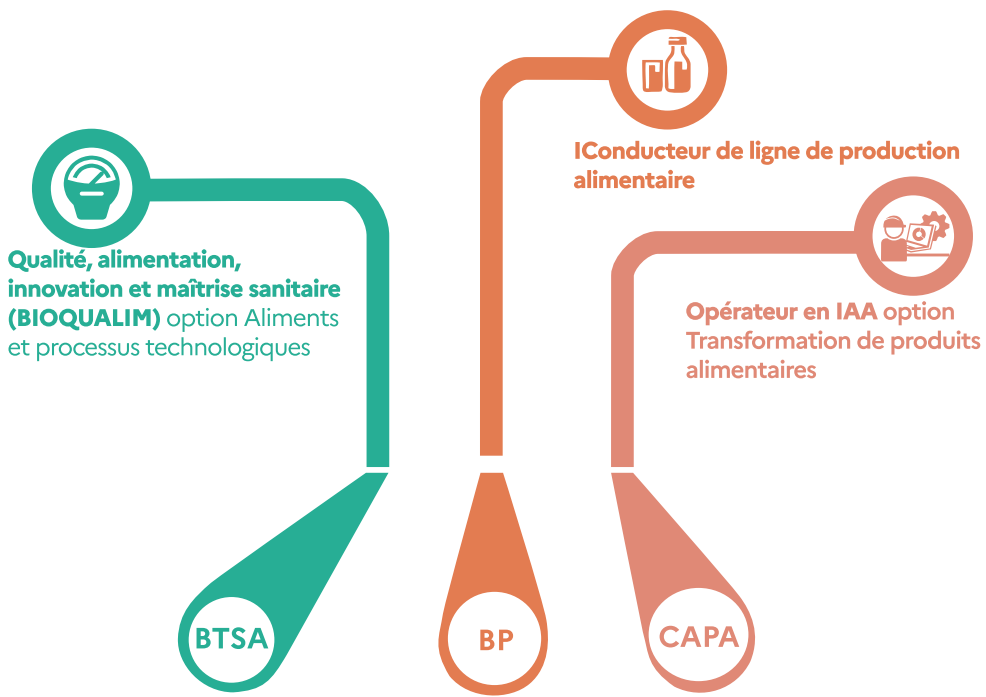 IConducteur de ligne de production
alimentaire
Qualité, alimentation,
innovation et maîtrise sanitaire
(BIOQUALIM) option Aliments
et processus technologiques
Opérateur en IAA option
Transformation de produits
alimentaires
BTSA
BP
CAPA